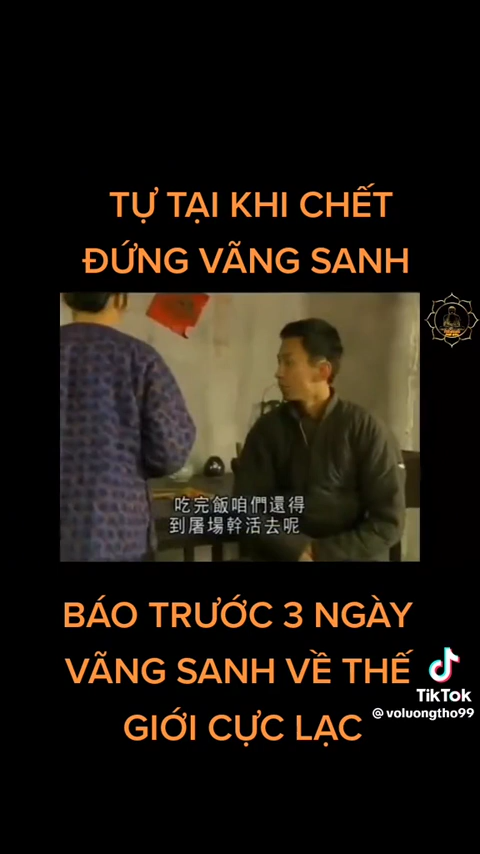 TỰ TẠI KHI CHẾT
ĐỨNG VÃNG SANH
吃完飯咱們還得
到屠場幹活去呢
BÁO TRƯỚC 3 NGÀY
VÃNG SANH VỀ THẾ
GIỚI CỰC LẠC
TikTok
@voluongtho99